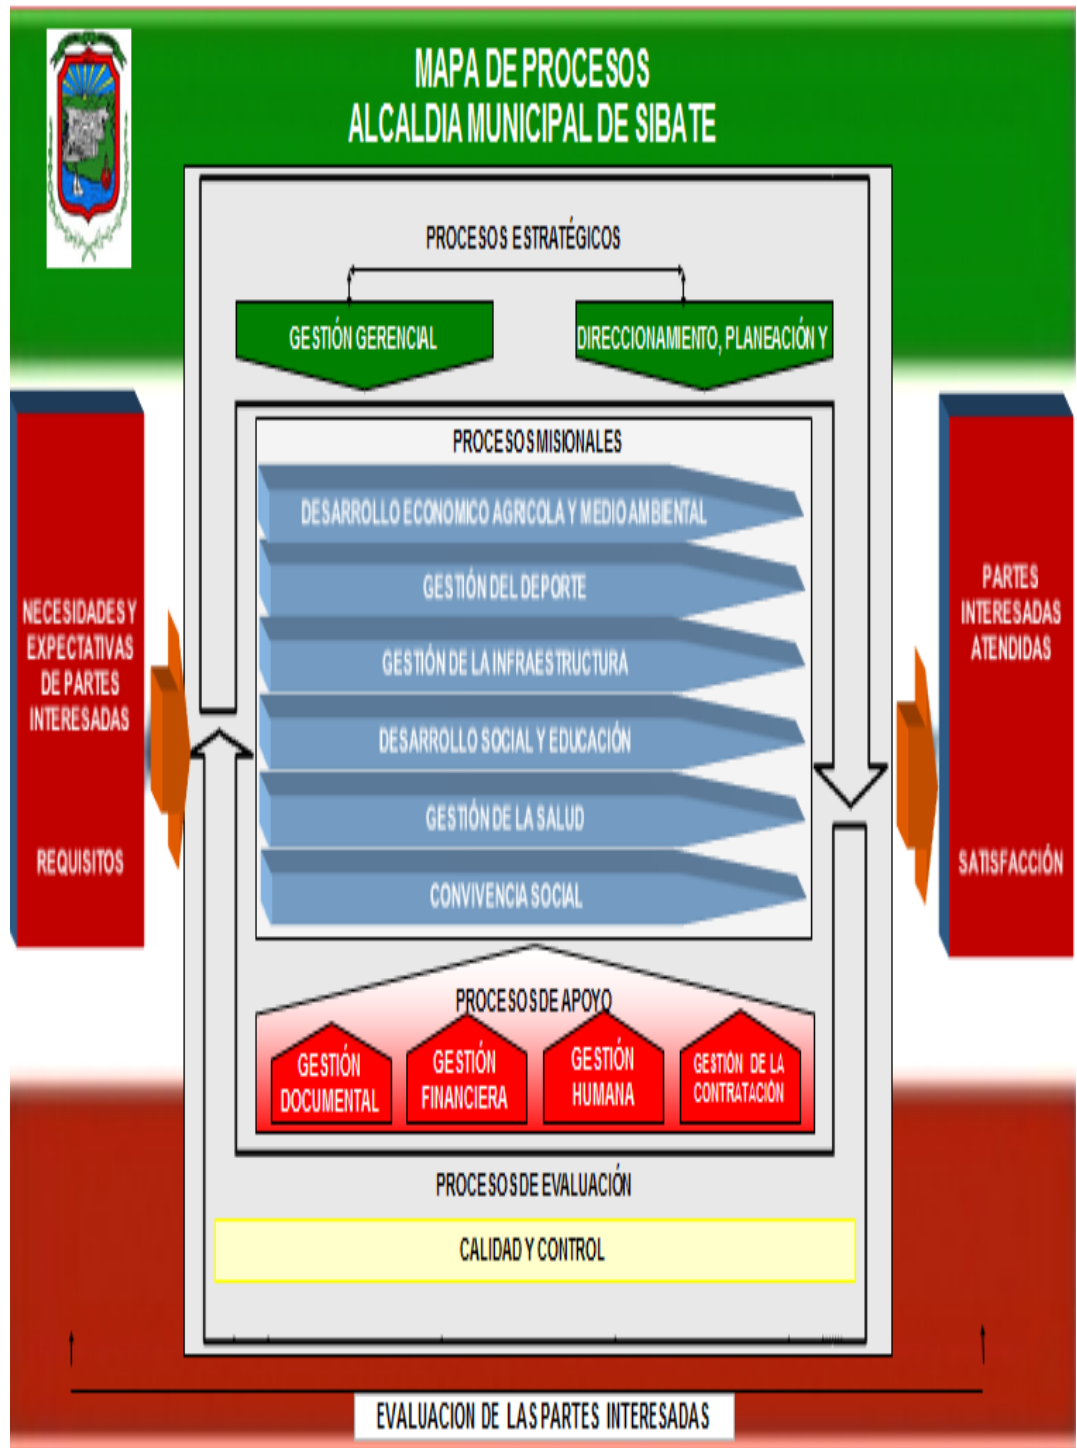 MAPA DE PROCESOS
ALCALDIA MUNICIPAL DE SIBATE
PROCESOS ESTRATÉGICOS
GESTIÓN GERENCIAL
DIRECCIONAMIENTO, PLANEACIÓN Y
PROCESOS MISIONALES
DESARROLLO ECONOMICO AGRICOLA Y MEDIO AMBIENTAL
GESTIÓN DEL DEPORTE
GESTIÓN DE LA INFRAESTRUCTURA
DESARROLLO SOCIAL Y EDUCACIÓN
GESTIÓN DE LA SALUD
CONVIVENCIA SOCIAL
NECESIDADES Y
EXPECTATIVAS
DE PARTES
INTERESADAS
REQUISITOS
PARTES
INTERESADAS
ATENDIDAS
SATISFACCIÓN
PROCESOS DE APOYO
GESTIÓN
DOCUMENTAL
GESTIÓN
FINANCIERA
GESTIÓN
HUMANA
GESTIÓN DE LA
CONTRATACIÓN
PROCESOS DE EVALUACIÓN
CALIDAD Y CONTROL
EVALUACION DE LAS PARTES INTERESADAS